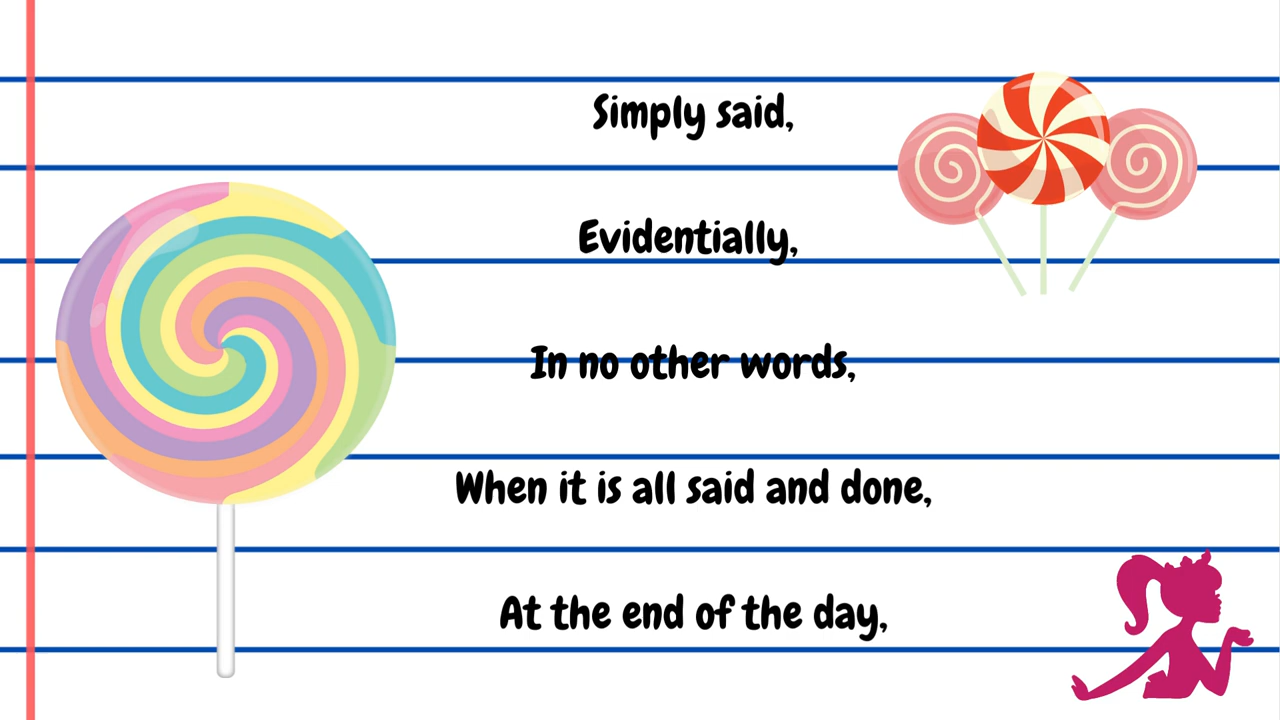 Simply said,
Evidentially,
In no other words,
When it is all said and done,
At the end of the day,